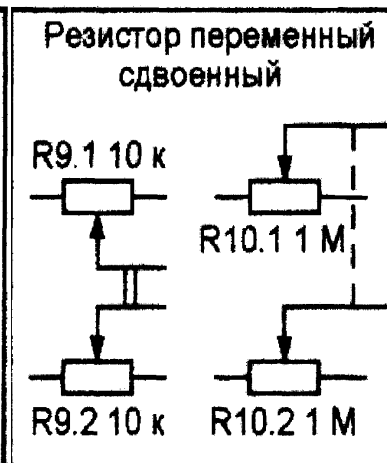 Резистор переменный
сдвоенный
R9.1 10 к
R10.1 1 М
R9.2 10 к
R10.2 1 М